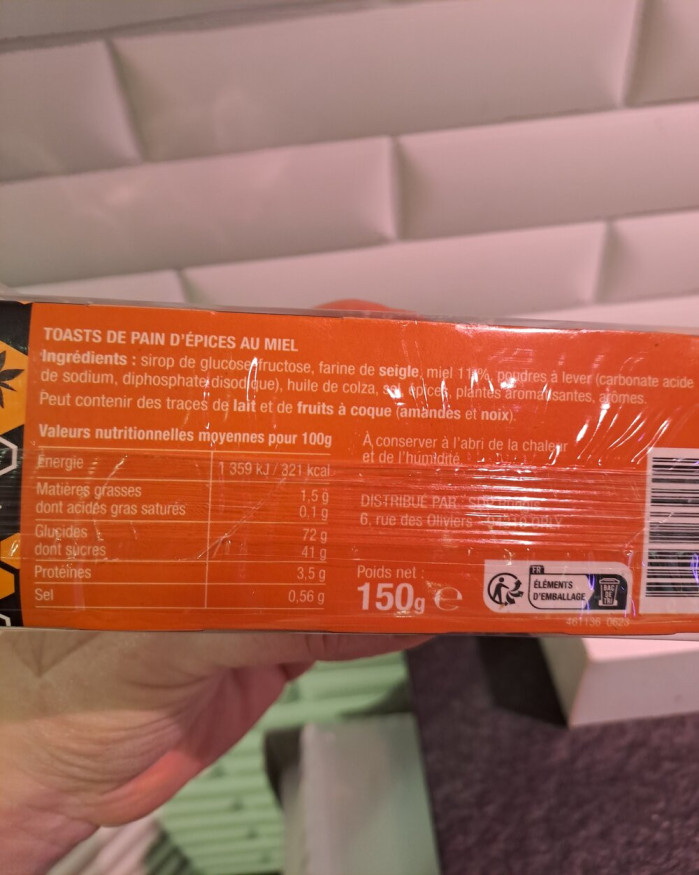 TOASTS DE PAIN D'ÉPICES AU MIEL
Ingrédients : sirop de glucose fructose, farine de seigle, miel poudres à lever (carbonate acide
de sodium, diphosphate disodique), huile de colza, sel, épices, plantes aromatisantes, arômes.
Peut contenir des traces de lait et de fruits à coque (amandes et noix).
Valeurs nutritionnelles moyennes pour 100g
Énergie 1 359 kJ / 321 kcal
Matières grasses 1,5 g
dont acides gras saturés 0,1 g
Glucides 72 g
dont sucres 41 g
Protéines 3,5 g
Sel 0,56 g
À conserver à l'abri de la chaleur
et de l'humidité
DISTRIBUÉ PAR
6, rue des Oliviers
Poids net :
150g e
FR
ÉLÉMENTS
D'EMBALLAGE
BAC
DE
TRI
461136 0623